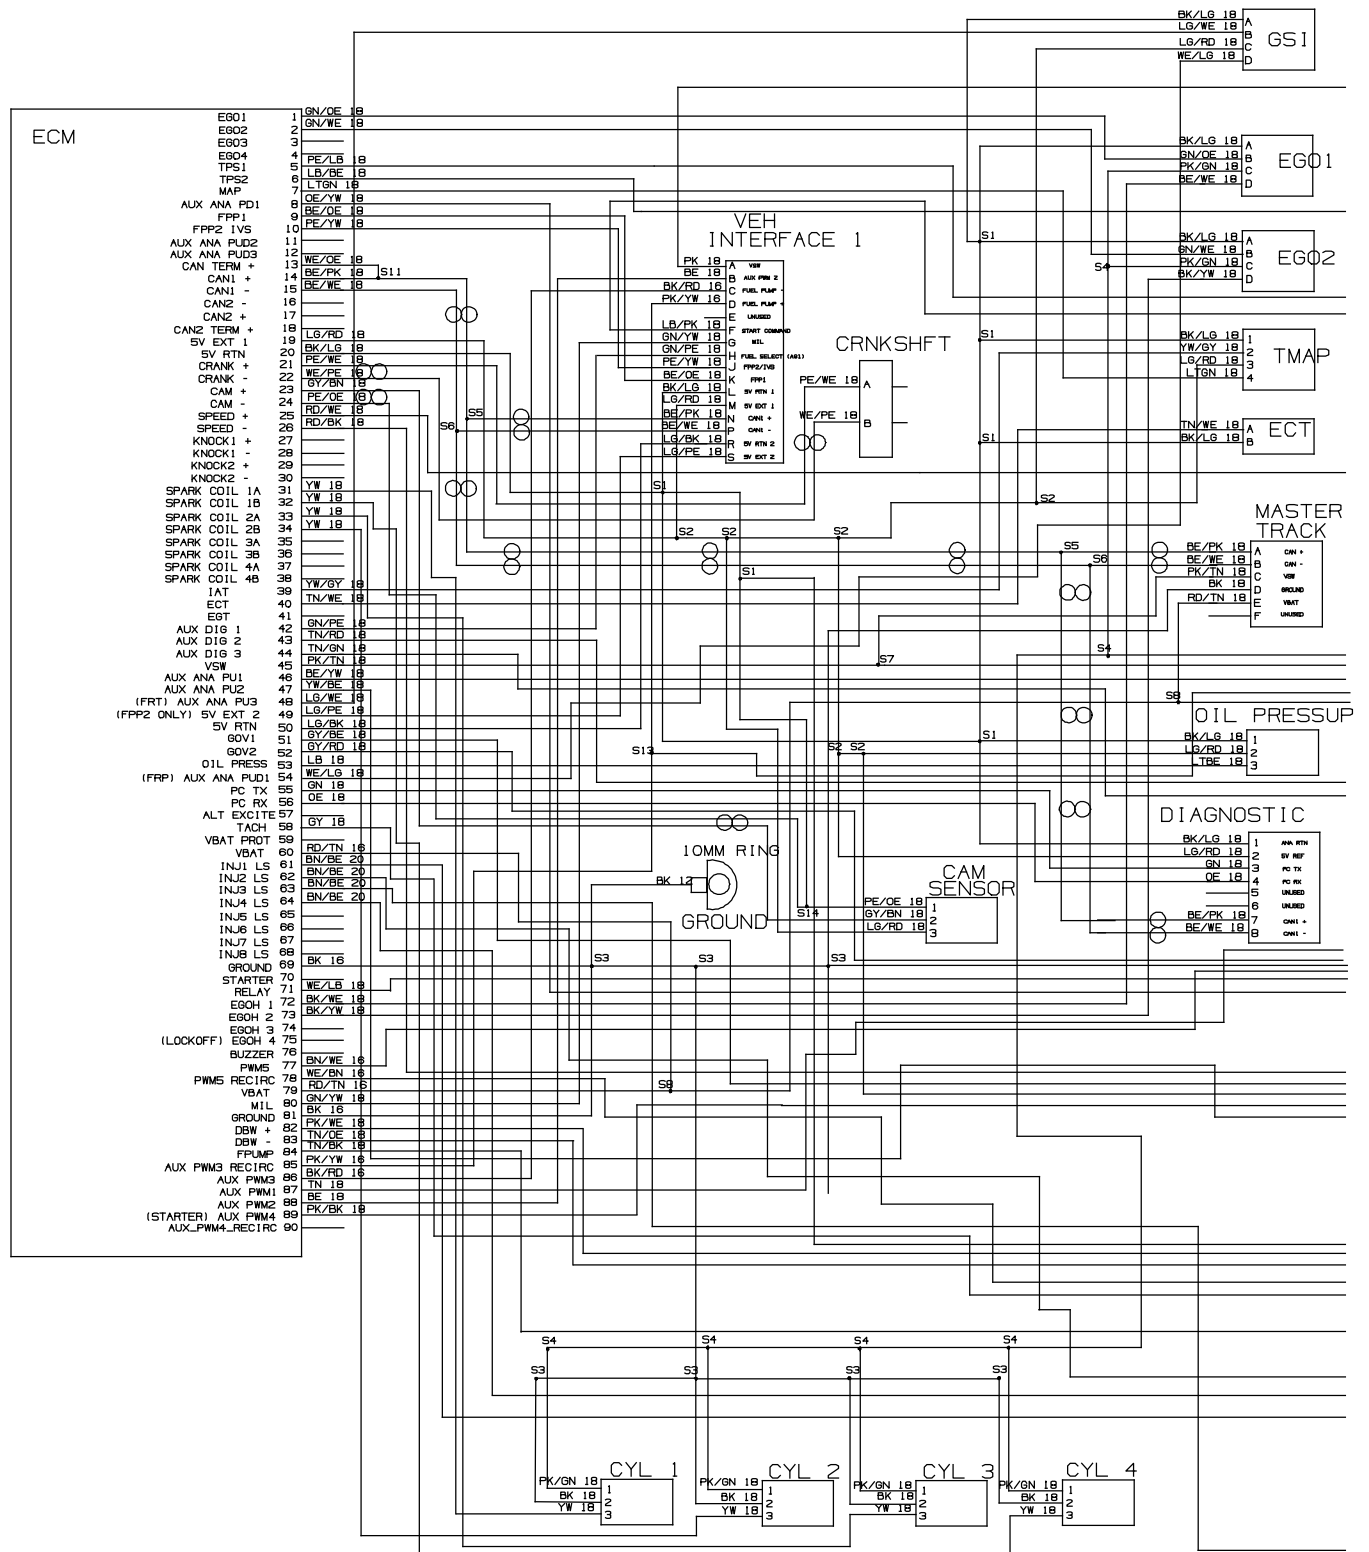 ECM
EGO1 1 GN/OE 18
EGO2 2 GN/WE 18
EGO3 3
EGO4 4
TPS1 5 PE/LB 18
TPS2 6 LB/BE 18
MAP 7 LTGN 18
AUX ANA PD1 8 OE/YW 18
FPP1 9 BE/OE 18
FPP2 IVS 10 PE/YW 18
AUX ANA PUD2 11
AUX ANA PUD3 12
CAN TERM + 13 WE/OE 18
CAN1 + 14 BE/PK 18
CAN1 - 15 BE/WE 18
CAN2 - 16
CAN2 + 17
CAN2 TERM + 18
5V EXT 1 19 LG/RD 18
5V RTN 20 BK/LG 18
CRANK + 21 PE/WE 18
CRANK - 22 WE/PE 18
CAM + 23 GY/BN 18
CAM - 24 PE/OE 18
SPEED + 25 RD/WE 18
SPEED - 26 RD/BK 18
KNOCK1 + 27
KNOCK1 - 28
KNOCK2 + 29
KNOCK2 - 30
SPARK COIL 1A 31 YW 18
SPARK COIL 1B 32 YW 18
SPARK COIL 2A 33 YW 18
SPARK COIL 2B 34 YW 18
SPARK COIL 3A 35
SPARK COIL 3B 36
SPARK COIL 4A 37
SPARK COIL 4B 38
IAT 39 YW/GY 18
ECT 40 TN/WE 18
EGT 41
AUX DIG 1 42 GN/PE 18
AUX DIG 2 43 TN/RD 18
AUX DIG 3 44 TN/GN 18
VSW 45 PK/TN 18
AUX ANA PU1 46 BE/YW 18
AUX ANA PU2 47 YW/BE 18
(FRT) AUX ANA PU3 48 LG/WE 18
(FPP2 ONLY) 5V EXT 2 49 LG/PE 18
5V RTN 50 LG/BK 18
GOV1 51 GY/BE 18
GOV2 52 GY/RD 18
OIL PRESS 53 LB 18
(FRP) AUX ANA PUD1 54 WE/LG 18
PC TX 55 GN 18
PC RX 56 OE 18
ALT EXCITE 57
TACH 58 GY 18
VBAT PROT 59
VBAT 60 RD/TN 16
INJ1 LS 61 BN/BE 20
INJ2 LS 62 BN/BE 20
INJ3 LS 63 BN/BE 20
INJ4 LS 64 BN/BE 20
INJ5 LS 65
INJ6 LS 66
INJ7 LS 67
INJ8 LS 68
GROUND 69 BK 16
STARTER 70
RELAY 71 WE/LB 18
EGOH 1 72 BK/WE 18
EGOH 2 73 BK/YW 18
EGOH 3 74
(LOCKOFF) EGOH 4 75
BUZZER 76
PWM5 77 BN/WE 16
PWM5 RECIRC 78 WE/BN 16
VBAT 79 RD/TN 16
MIL 80 GN/YW 18
GROUND 81 BK 16
DBW + 82 PK/WE 18
DBW - 83 TN/OE 18
FPUMP 84 TN/BK 18
AUX PWM3 RECIRC 85 PK/YW 16
AUX PWM3 86 BK/RD 16
AUX PWM1 87 TN 18
AUX PWM2 88 BE 18
(STARTER) AUX PWM4 89 PK/BK 18
AUX_PWM4_RECIRC 90
S11
S5
S6
VEH
INTERFACE 1
PK 18 A VSW
BE 18 B AUX PWM 2
BK/RD 16 C FUEL PUMP -
PK/YW 16 D FUEL PUMP +
E UNUSED
LB/PK 18 F START COMMAND
GN/YW 18 G MIL
GN/PE 18 H FUEL SELECT (A91)
PE/YW 18 J FPP2/IVS
BE/OE 18 K FPP1
BK/LG 18 L 5V RTN 1
LG/RD 18 M 5V EXT 1
BE/PK 18 N CAN1 +
BE/WE 18 P CAN1 -
LG/BK 18 R 5V RTN 2
LG/PE 18 S 5V EXT 2
CRNKSHFT
PE/WE 18 A
WE/PE 18 B
BK/LG 18 A
LG/WE 18 B
LG/RD 18 C
WE/LG 18 D
GSI
BK/LG 18 A
GN/OE 18 B
PK/GN 18 C
BE/WE 18 D
EGO1
S1
BK/LG 18 A
GN/WE 18 B
PK/GN 18 C
BK/YW 18 D
EGO2
S4
S1
BK/LG 18 1
YW/GY 18 2
LG/RD 18 3
LTGN 18 4
TMAP
TN/WE 18 A
BK/LG 18 B
ECT
S1
S1
S2
S2
S2
S2
S1
MASTER
TRACK
S5
S6
BE/PK 18 A CAN +
BE/WE 18 B CAN -
PK/TN 18 C VSW
BK 18 D GROUND
RD/TN 18 E VBAT
F UNUSED
S4
S7
S8
OIL PRESSUR
S1
BK/LG 18 1
LG/RD 18 2
LTBE 18 3
S13
S2 S2
DIAGNOSTIC
BK/LG 18 1 ANA RTN
LG/RD 18 2 5V REF
GN 18 3 PC TX
OE 18 4 PC RX
5 UNUSED
6 UNUSED
BE/PK 18 7 CAN1 +
BE/WE 18 8 CAN1 -
10MM RING
BK 12
GROUND
CAM
SENSOR
PE/OE 18 1
GY/BN 18 2
LG/RD 18 3
S14
S3
S3
S3
S8
S4
S4
S4
S4
S3
S3
S3
S3
CYL 1
PK/GN 18 1
BK 18 2
YW 18 3
CYL 2
PK/GN 18 1
BK 18 2
YW 18 3
CYL 3
PK/GN 18 1
BK 18 2
YW 18 3
CYL 4
PK/GN 18 1
BK 18 2
YW 18 3